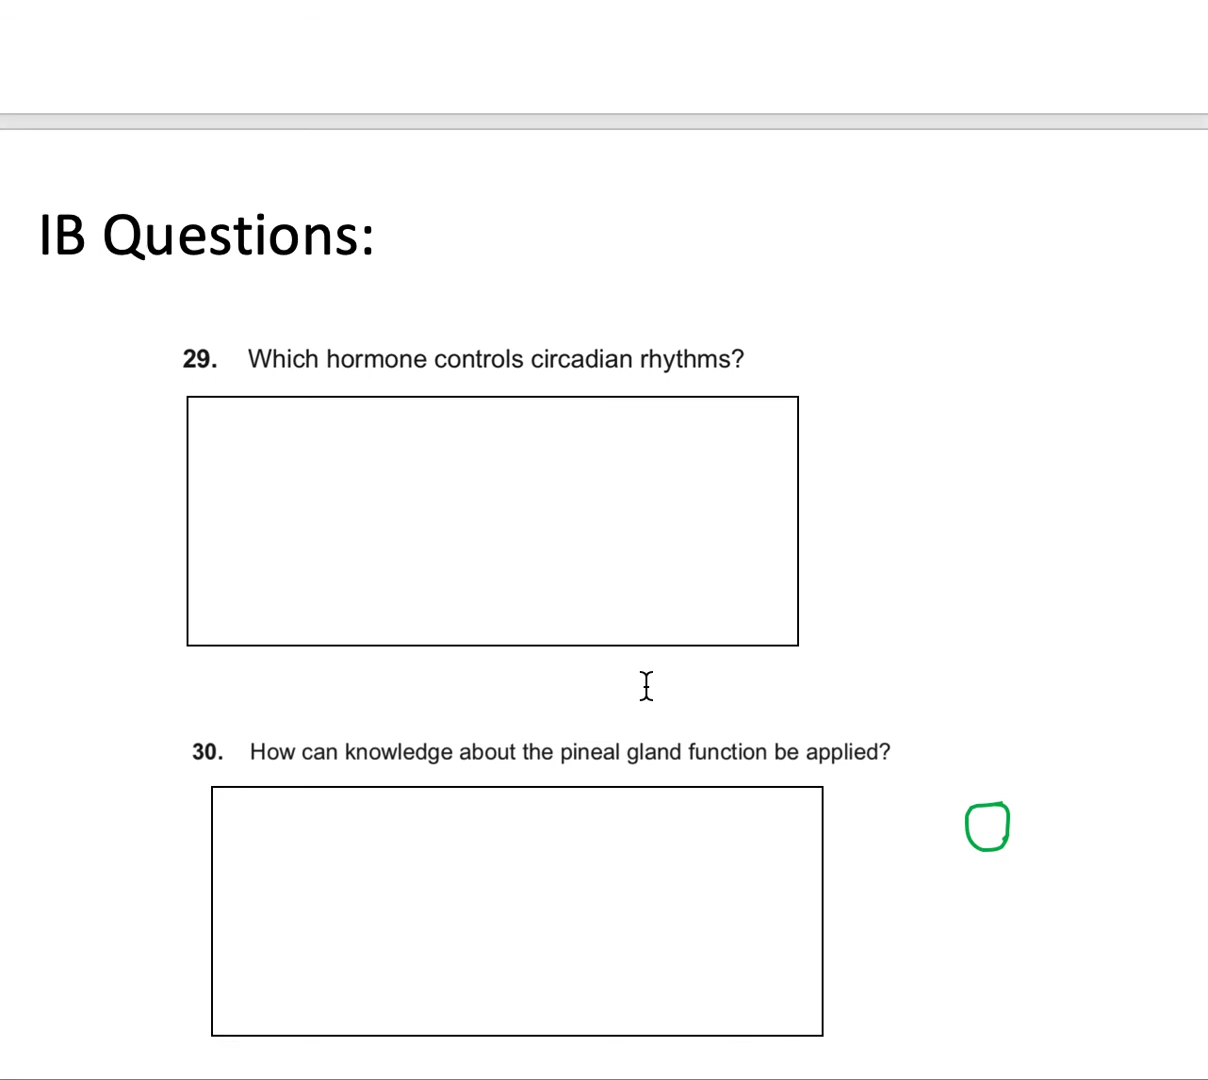 IB Questions:
29. Which hormone controls circadian rhythms?
30. How can knowledge about the pineal gland function be applied?